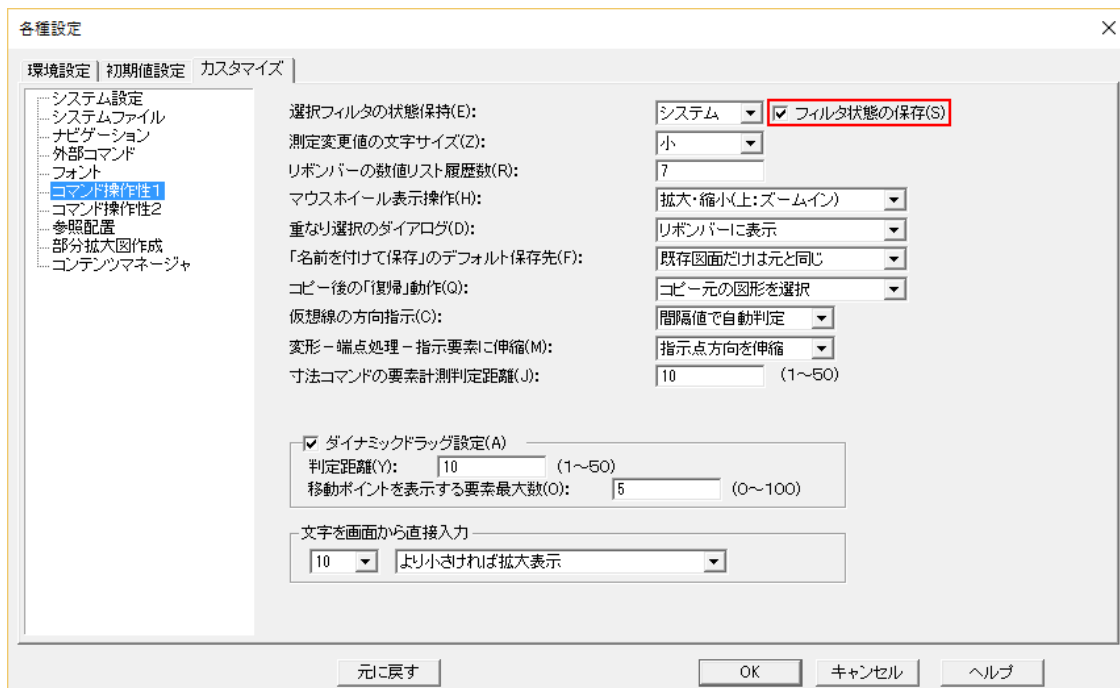 各種設定
環境設定 初期値設定 カスタマイズ
システム設定
システムファイル
ナビゲーション
外部コマンド
フォント
コマンド操作性1
コマンド操作性2
参照配置
部分拡大図作成
コンテンツマネージャ
選択フィルタの状態保持(E): システム フィルタ状態の保存(S)
測定変更値の文字サイズ(Z): 小
リボンバーの数値リスト履歴数(R): 7
マウスホイール表示操作(H): 拡大・縮小(上:ズームイン)
重なり選択のダイアログ(D): リボンバーに表示
「名前を付けて保存」のデフォルト保存先(F): 既存図面だけは元と同じ
コピー後の「復帰」動作(Q): コピー元の図形を選択
仮想線の方向指示(C): 間隔値で自動判定
変形－端点処理－指示要素に伸縮(M): 指示点方向を伸縮
寸法コマンドの要素計測判定距離(J): 10 (1～50)
ダイナミックドラッグ設定(A)
判定距離(Y): 10 (1～50)
移動ポイントを表示する要素最大数(O): 5 (0～100)
文字を画面から直接入力
10 より小さければ拡大表示
元に戻す OK キャンセル ヘルプ